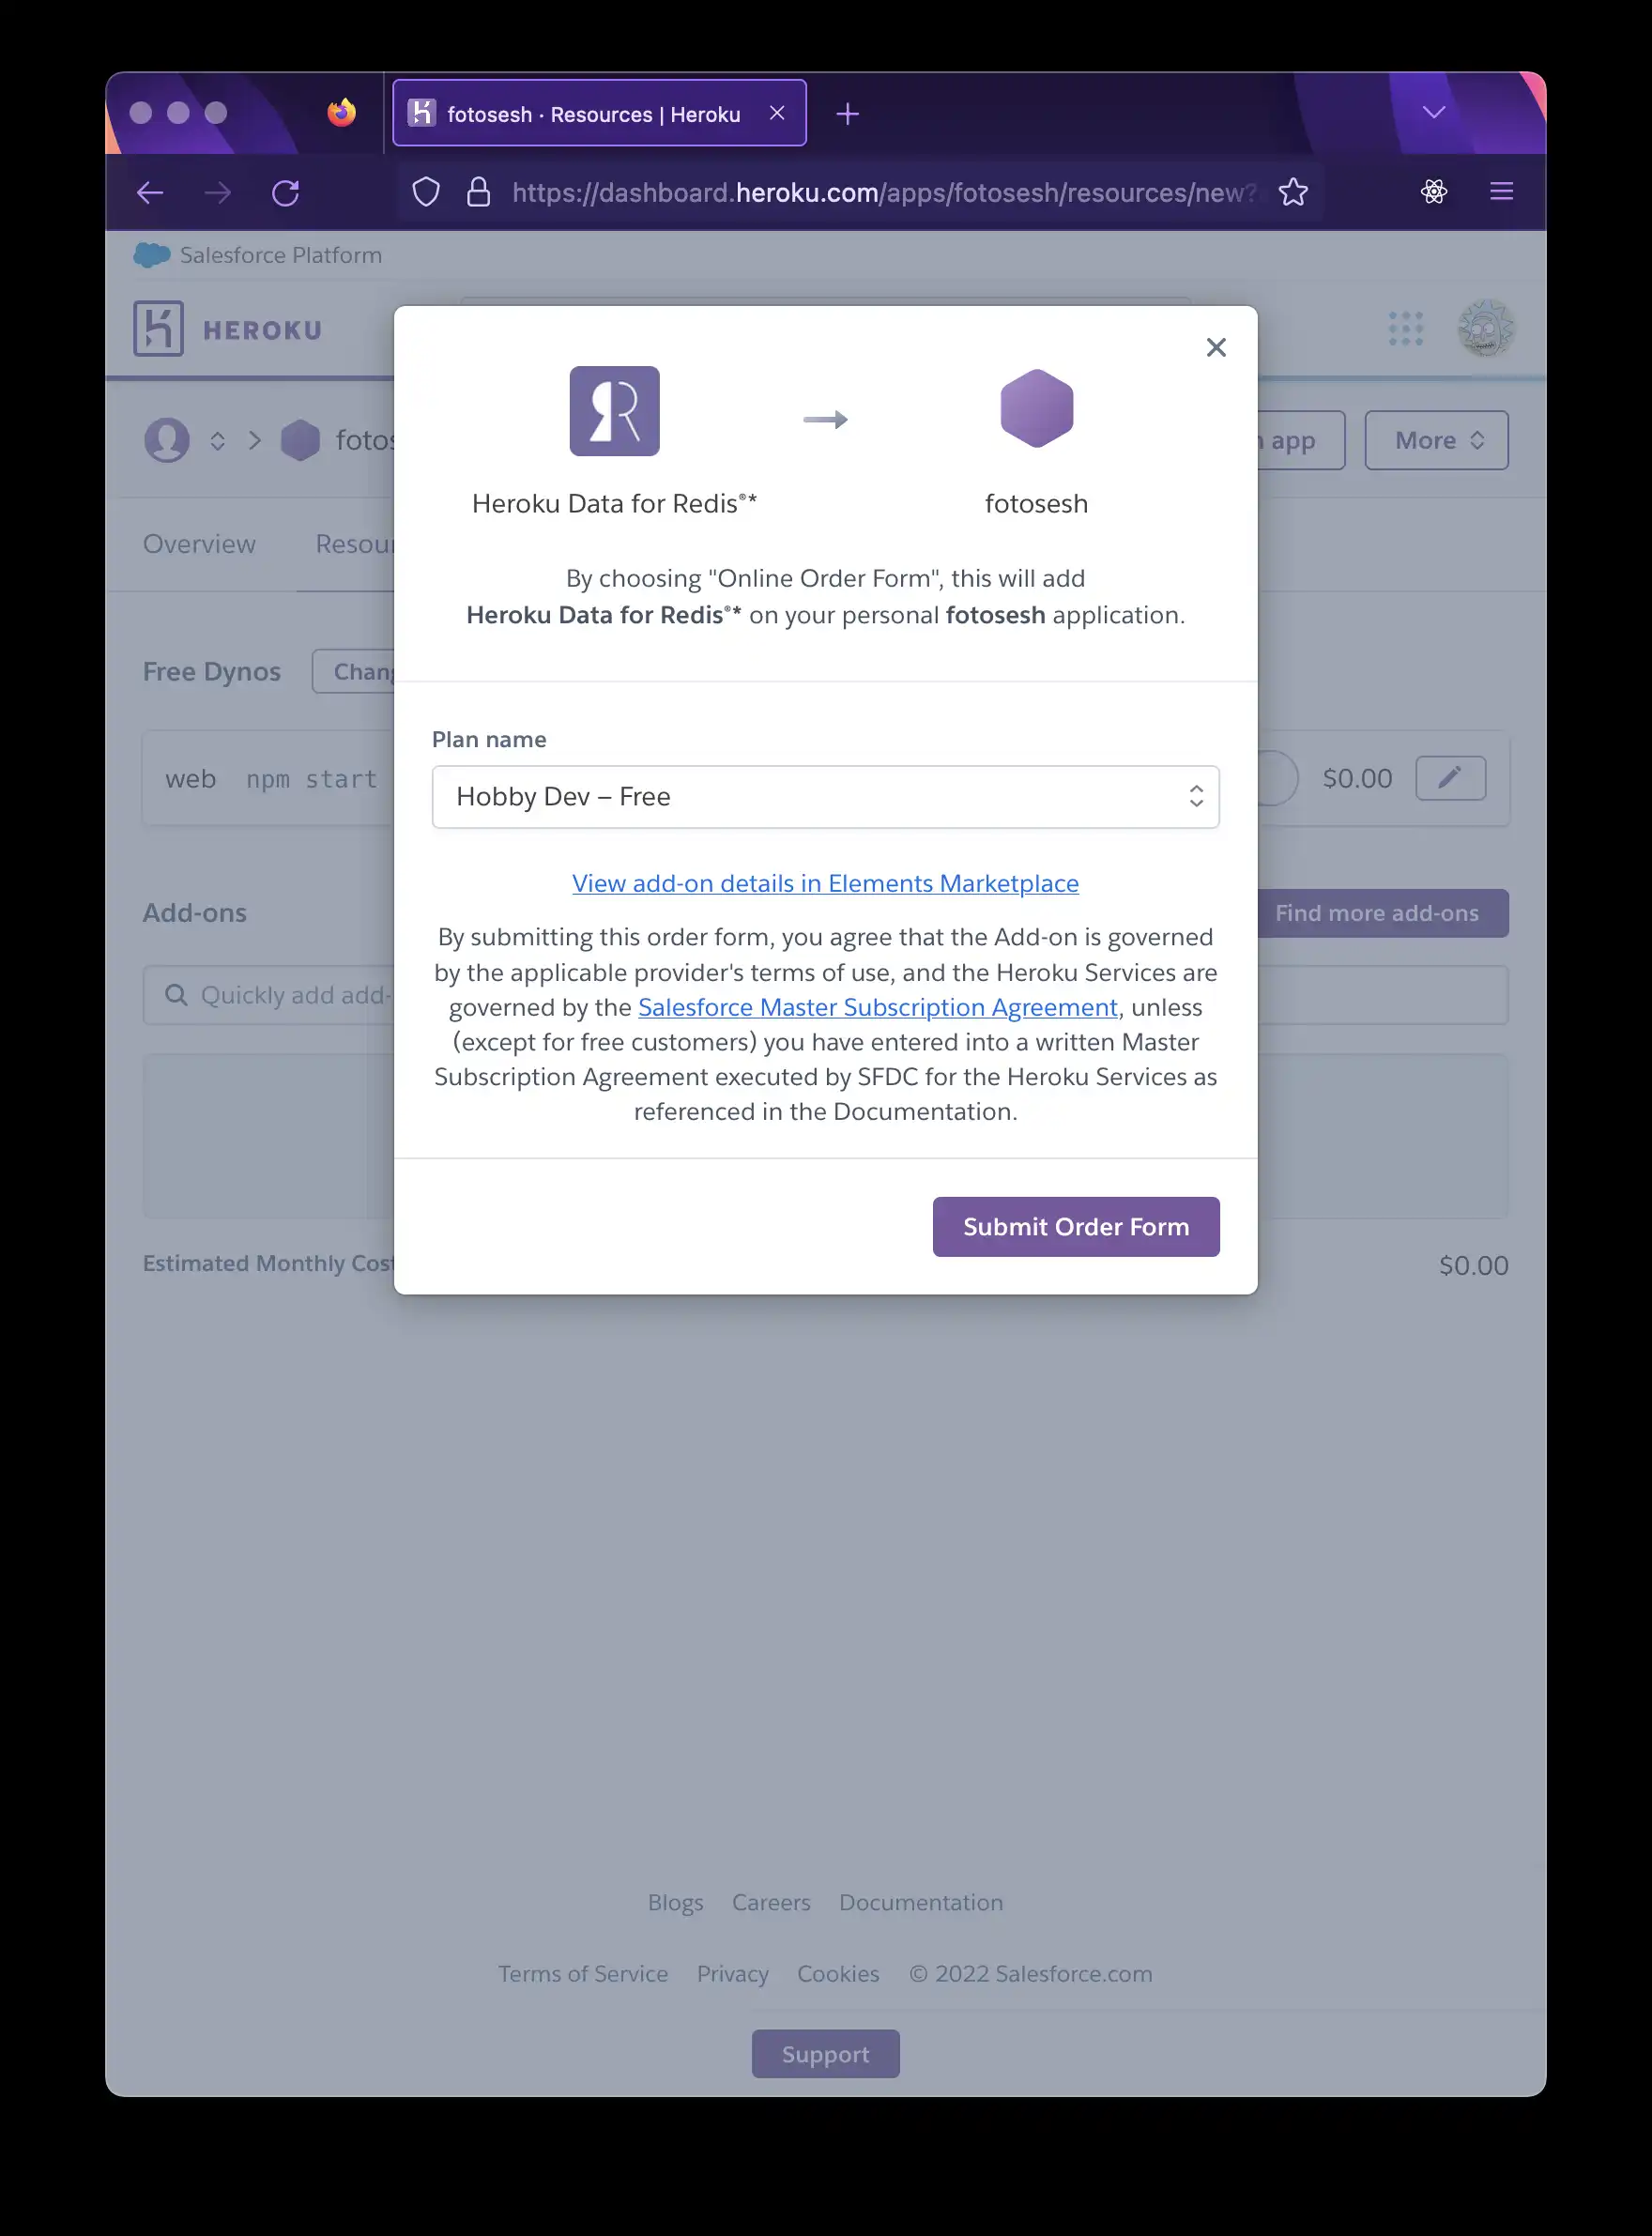 fotosesh · Resources | Heroku
https://dashboard.heroku.com/apps/fotosesh/resources/new?
Salesforce Platform
HEROKU
Heroku Data for Redis®*
fotosesh
By choosing "Online Order Form", this will add
Heroku Data for Redis®* on your personal fotosesh application.
app
More
Overview
Free Dynos
web npm start
$0.00
Plan name
Hobby Dev – Free
View add-on details in Elements Marketplace
Add-ons
Find more add-ons
By submitting this order form, you agree that the Add-on is governed
by the applicable provider's terms of use, and the Heroku Services are
governed by the Salesforce Master Subscription Agreement, unless
(except for free customers) you have entered into a written Master
Subscription Agreement executed by SFDC for the Heroku Services as
referenced in the Documentation.
Quickly add add-
Submit Order Form
Estimated Monthly Cost
$0.00
Blogs Careers Documentation
Terms of Service Privacy Cookies © 2022 Salesforce.com
Support